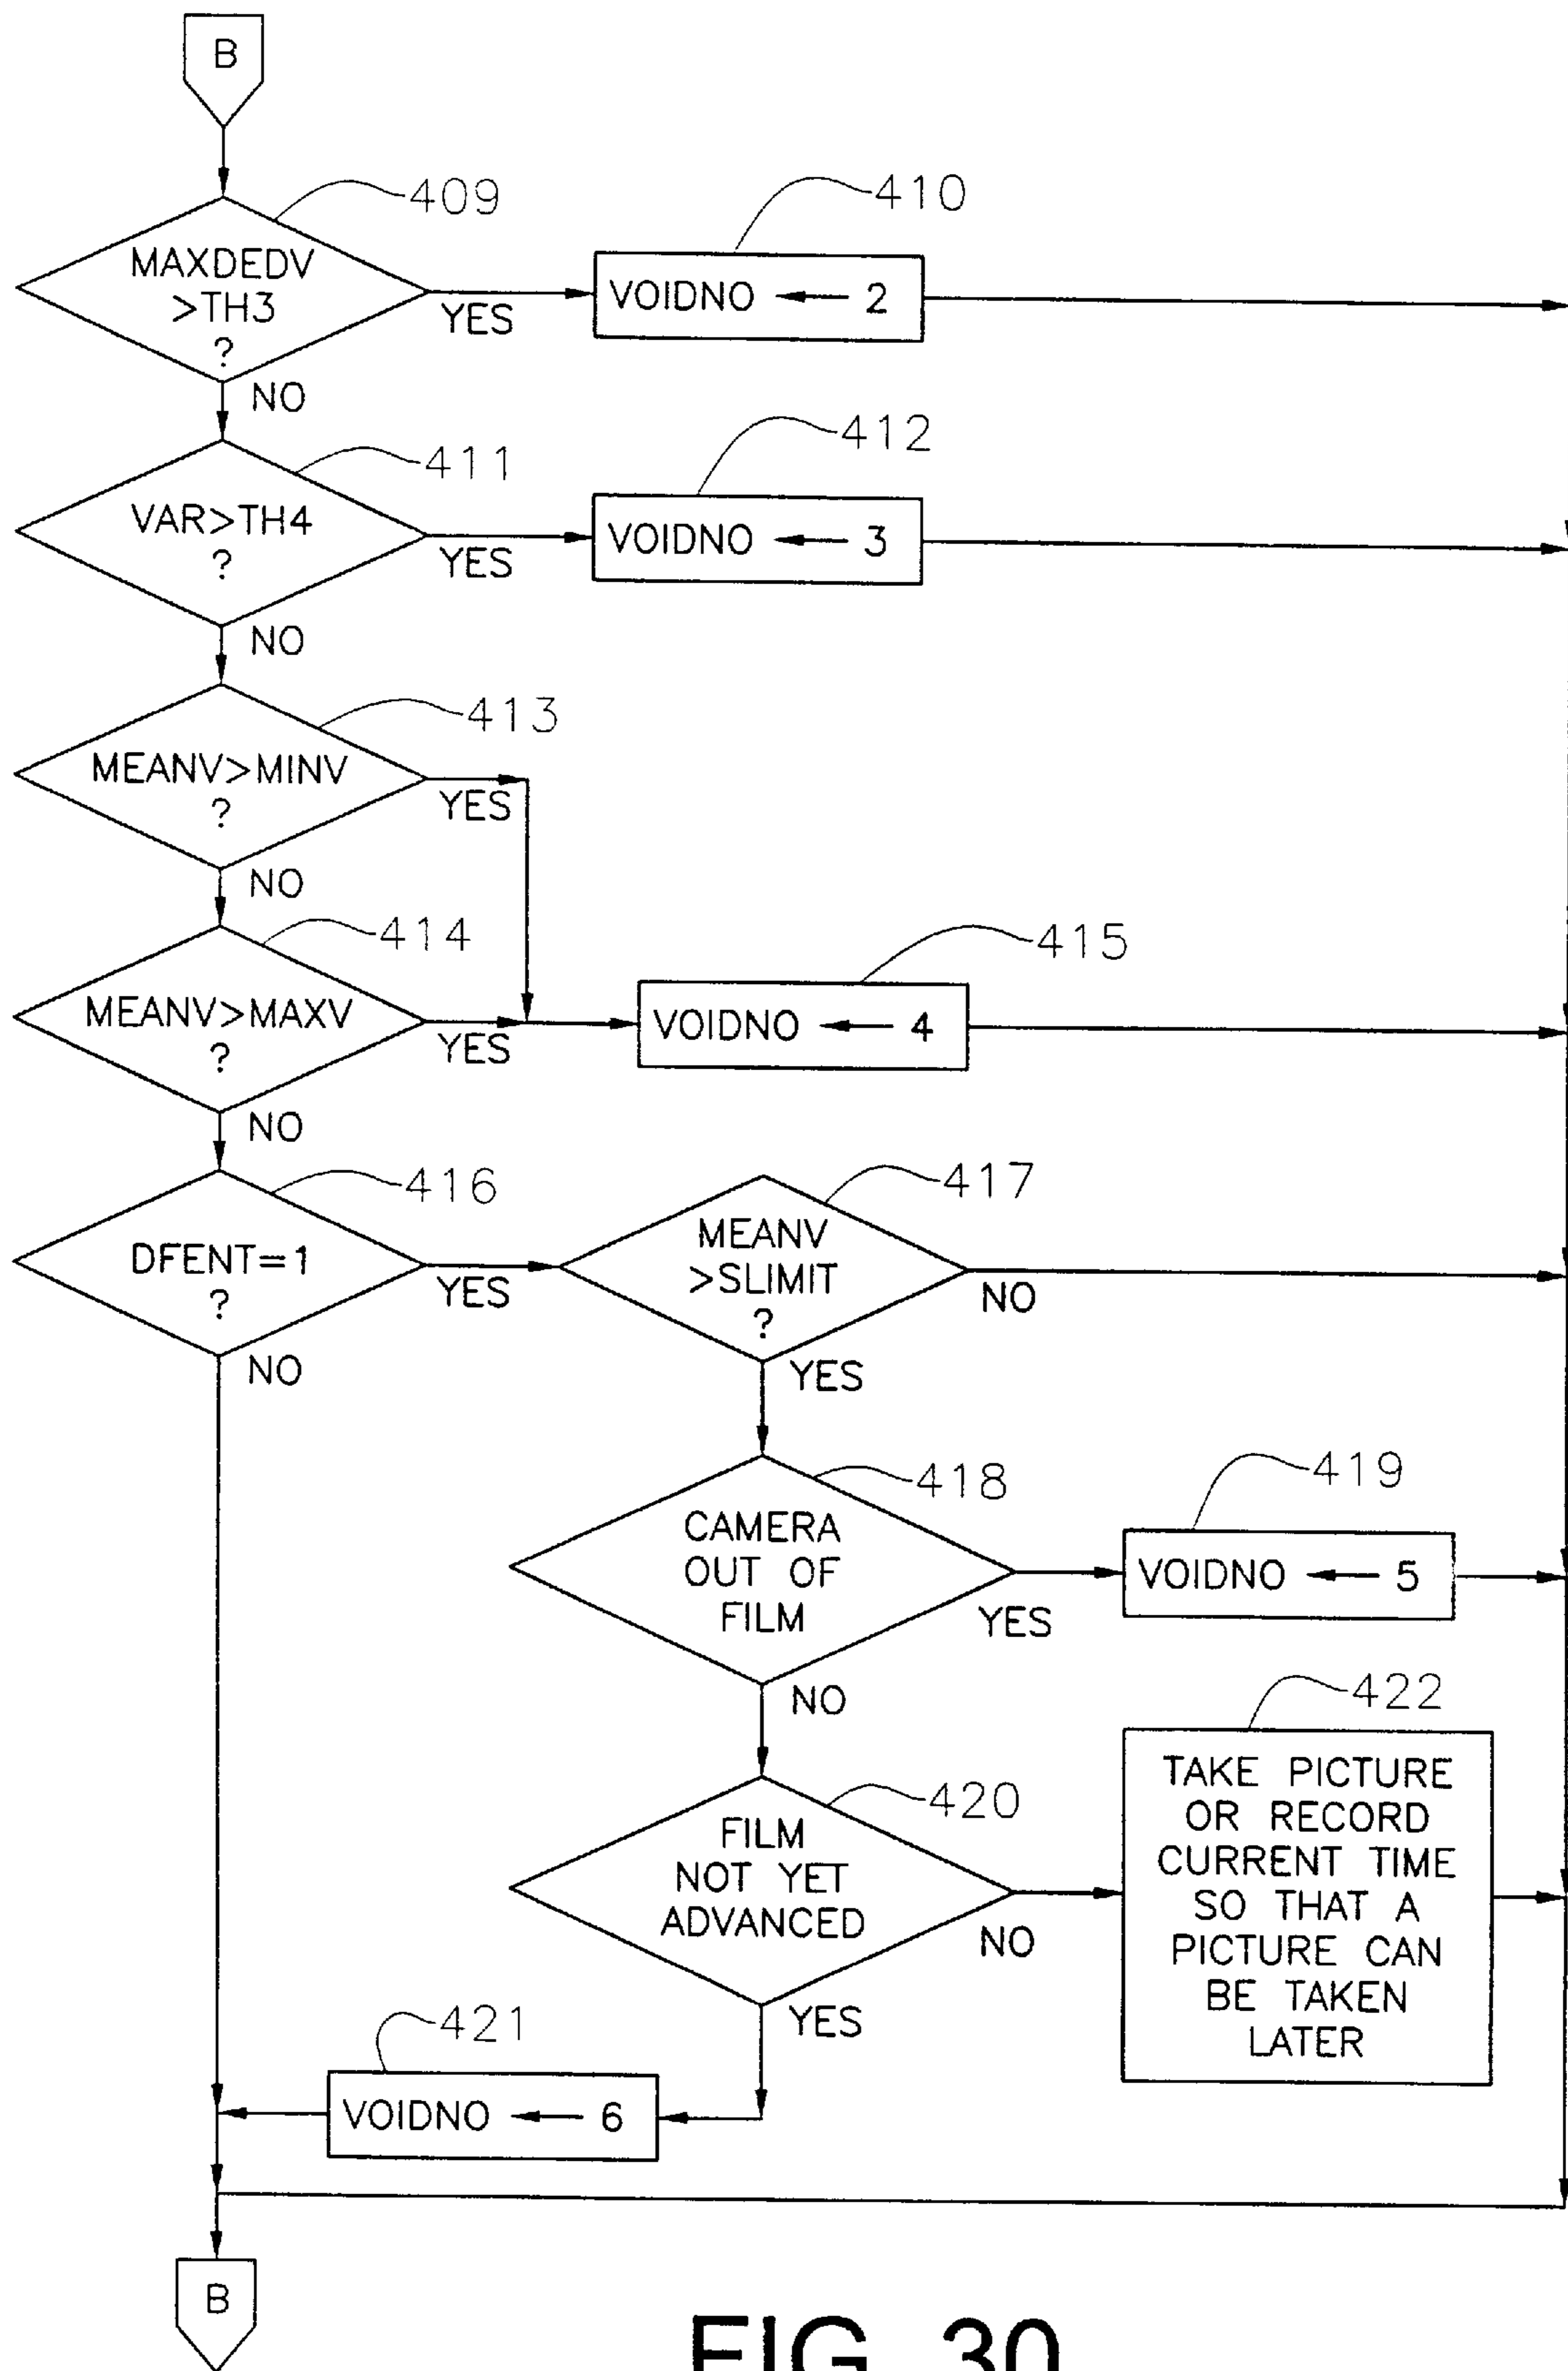 B
409
MAXDEDV
>TH3
?
YES
NO
410
VOIDNO ← 2
411
VAR>TH4
?
YES
NO
412
VOIDNO ← 3
413
MEANV>MINV
?
YES
NO
414
MEANV>MAXV
?
YES
NO
415
VOIDNO ← 4
416
DFENT=1
?
YES
NO
417
MEANV
>SLIMIT
?
NO
YES
418
CAMERA
OUT OF
FILM
YES
NO
419
VOIDNO ← 5
420
FILM
NOT YET
ADVANCED
NO
YES
422
TAKE PICTURE
OR RECORD
CURRENT TIME
SO THAT A
PICTURE CAN
BE TAKEN
LATER
421
VOIDNO ← 6
B
FIG. 30